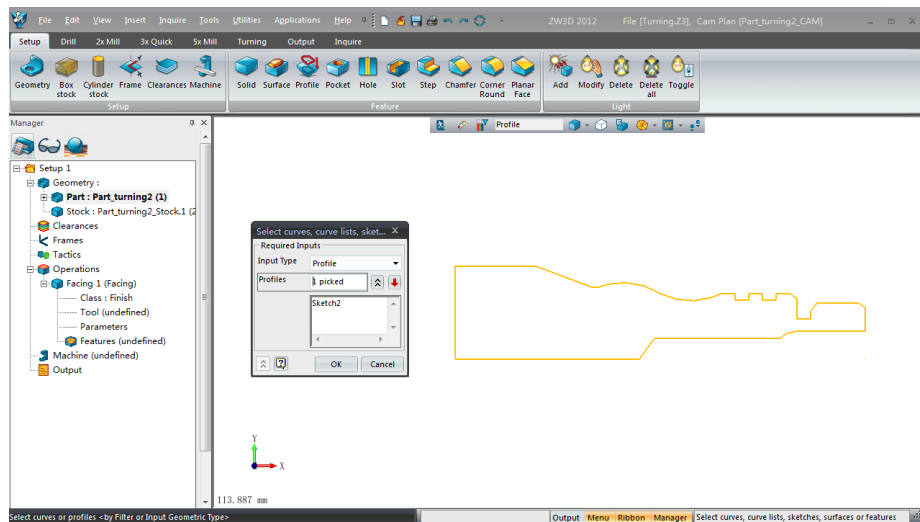 File Edit View Insert Inquire Tools Utilities Applications Help ZW3D 2012 File [Turning.Z3], Cam Plan [Part_turning2_CAM]
Setup Drill 2x Mill 3x Quick 5x Mill Turning Output Inquire
Geometry Box stock Cylinder stock Frame Clearances Machine Solid Surface Profile Pocket Hole Slot Step Chamfer Corner Round Planar Face Add Modify Delete Delete all Toggle
Setup Feature Light
Manager
Profile
Setup 1
Geometry :
Part : Part_turning2 (1)
Stock : Part_turning2_Stock.1 (2
Clearances
Frames
Tactics
Operations
Facing 1 (Facing)
Class : Finish
Tool (undefined)
Parameters
Features (undefined)
Machine (undefined)
Output
Select curves, curve lists, sket... X
Required Inputs
Input Type Profile
Profiles 1 picked
Sketch2
OK Cancel
Y
X
113.887 mm
Select curves or profiles <by Filter or Input Geometric Type>
Output Menu Ribbon Manager Select curves, curve lists, sketches, surfaces or features